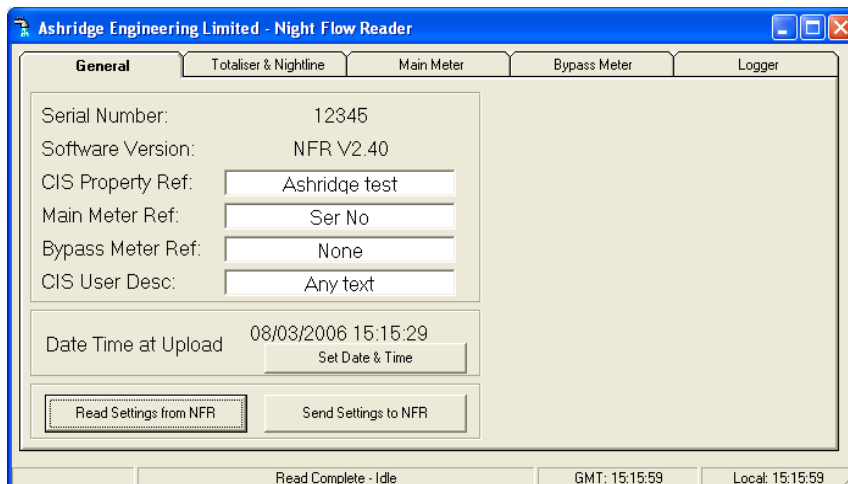 Ashridge Engineering Limited - Night Flow Reader
General Totaliser & Nightline Main Meter Bypass Meter Logger
Serial Number: 12345
Software Version: NFR V2.40
CIS Property Ref: Ashridge test
Main Meter Ref: Ser No
Bypass Meter Ref: None
CIS User Desc: Any text
Date Time at Upload 08/03/2006 15:15:29
Set Date & Time
Read Settings from NFR Send Settings to NFR
Read Complete - Idle GMT: 15:15:59 Local: 15:15:59